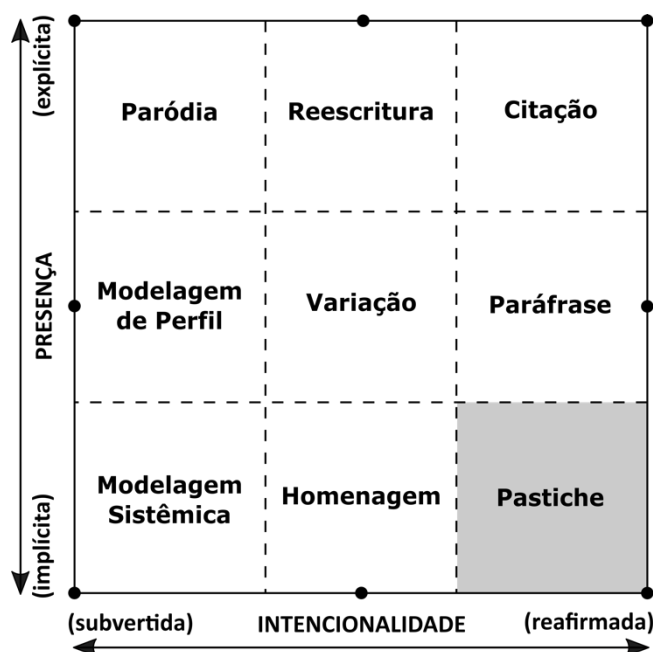 (explícita)
PRESENÇA
(implícita)
Paródia
Reescritura
Citação
Modelagem
de Perfil
Variação
Paráfrase
Modelagem
Sistêmica
Homenagem
Pastiche
(subvertida)
INTENCIONALIDADE
(reafirmada)